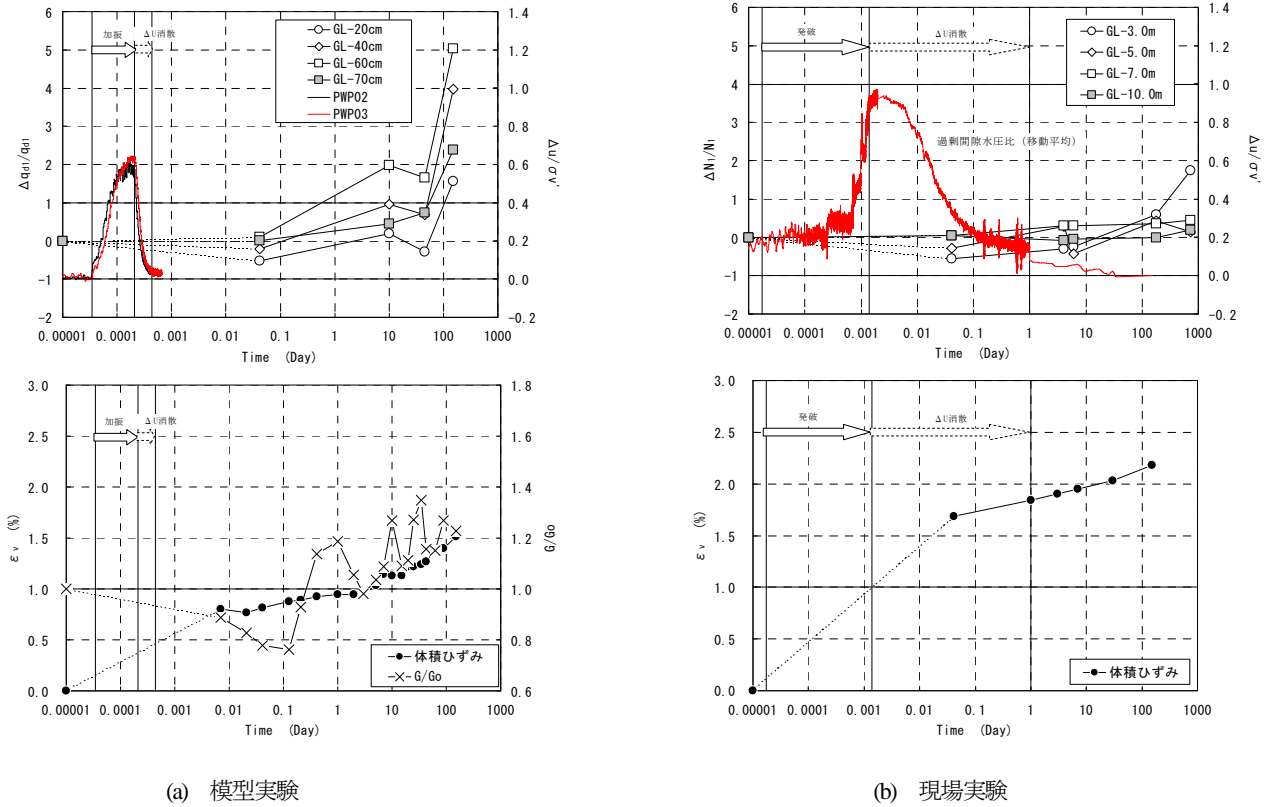 加振
ΔU消散
GL-20cm
GL-40cm
GL-60cm
GL-70cm
PWP02
PWP03
6
5
4
3
2
1
0
-1
-2
1.4
1.2
1.0
0.8
0.6
0.4
0.2
0.0
-0.2
Δqd1/qd1
Δu/σv'
0.00001 0.0001 0.001 0.01 0.1 1 10 100 1000
Time (Day)
発破
ΔU消散
GL-3.0m
GL-5.0m
GL-7.0m
GL-10.0m
過剰間隙水圧比(移動平均)
6
5
4
3
2
1
0
-1
-2
1.4
1.2
1.0
0.8
0.6
0.4
0.2
0.0
-0.2
ΔN1/N1
Δu/σv'
0.00001 0.0001 0.001 0.01 0.1 1 10 100 1000
Time (Day)
加振
ΔU消散
3.0
2.5
2.0
1.5
1.0
0.5
0.0
1.8
1.6
1.4
1.2
1.0
0.8
0.6
εv (%)
G/Go
体積ひずみ
G/Go
0.00001 0.0001 0.001 0.01 0.1 1 10 100 1000
Time (Day)
発破
ΔU消散
3.0
2.5
2.0
1.5
1.0
0.5
0.0
εv (%)
体積ひずみ
0.00001 0.0001 0.001 0.01 0.1 1 10 100 1000
Time (Day)
(a) 模型実験
(b) 現場実験